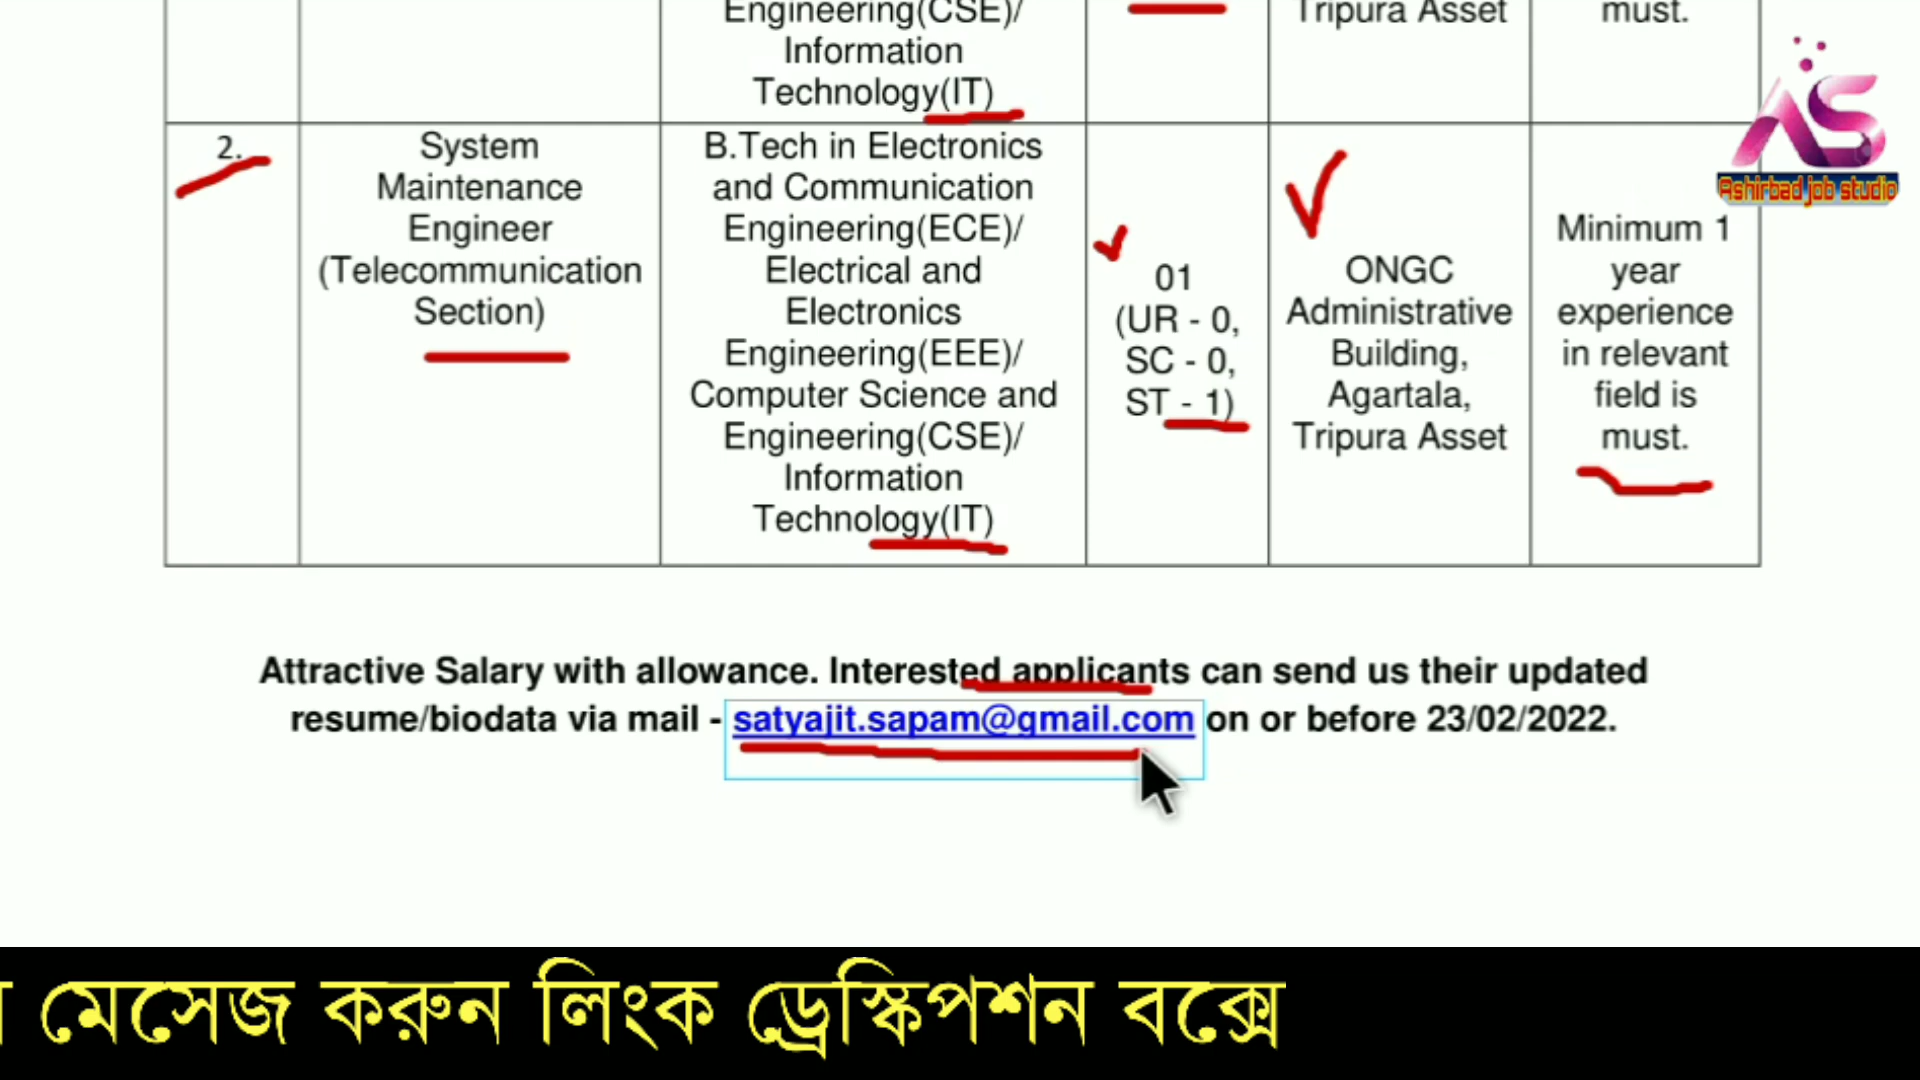 Engineering(CSE)/
Information
Technology(IT)
Tripura Asset
must.
2.
System
Maintenance
Engineer
(Telecommunication
Section)
B.Tech in Electronics
and Communication
Engineering(ECE)/
Electrical and
Electronics
Engineering(EEE)/
Computer Science and
Engineering(CSE)/
Information
Technology(IT)
01
(UR - 0,
SC - 0,
ST - 1)
ONGC
Administrative
Building,
Agartala,
Tripura Asset
Minimum 1
year
experience
in relevant
field is
must.
AS
Ashirbad job studio
Attractive Salary with allowance. Interested applicants can send us their updated
resume/biodata via mail - satyajit.sapam@gmail.com on or before 23/02/2022.
মেসেজ করুন লিংক ড্রেস্কিপশন বক্সে